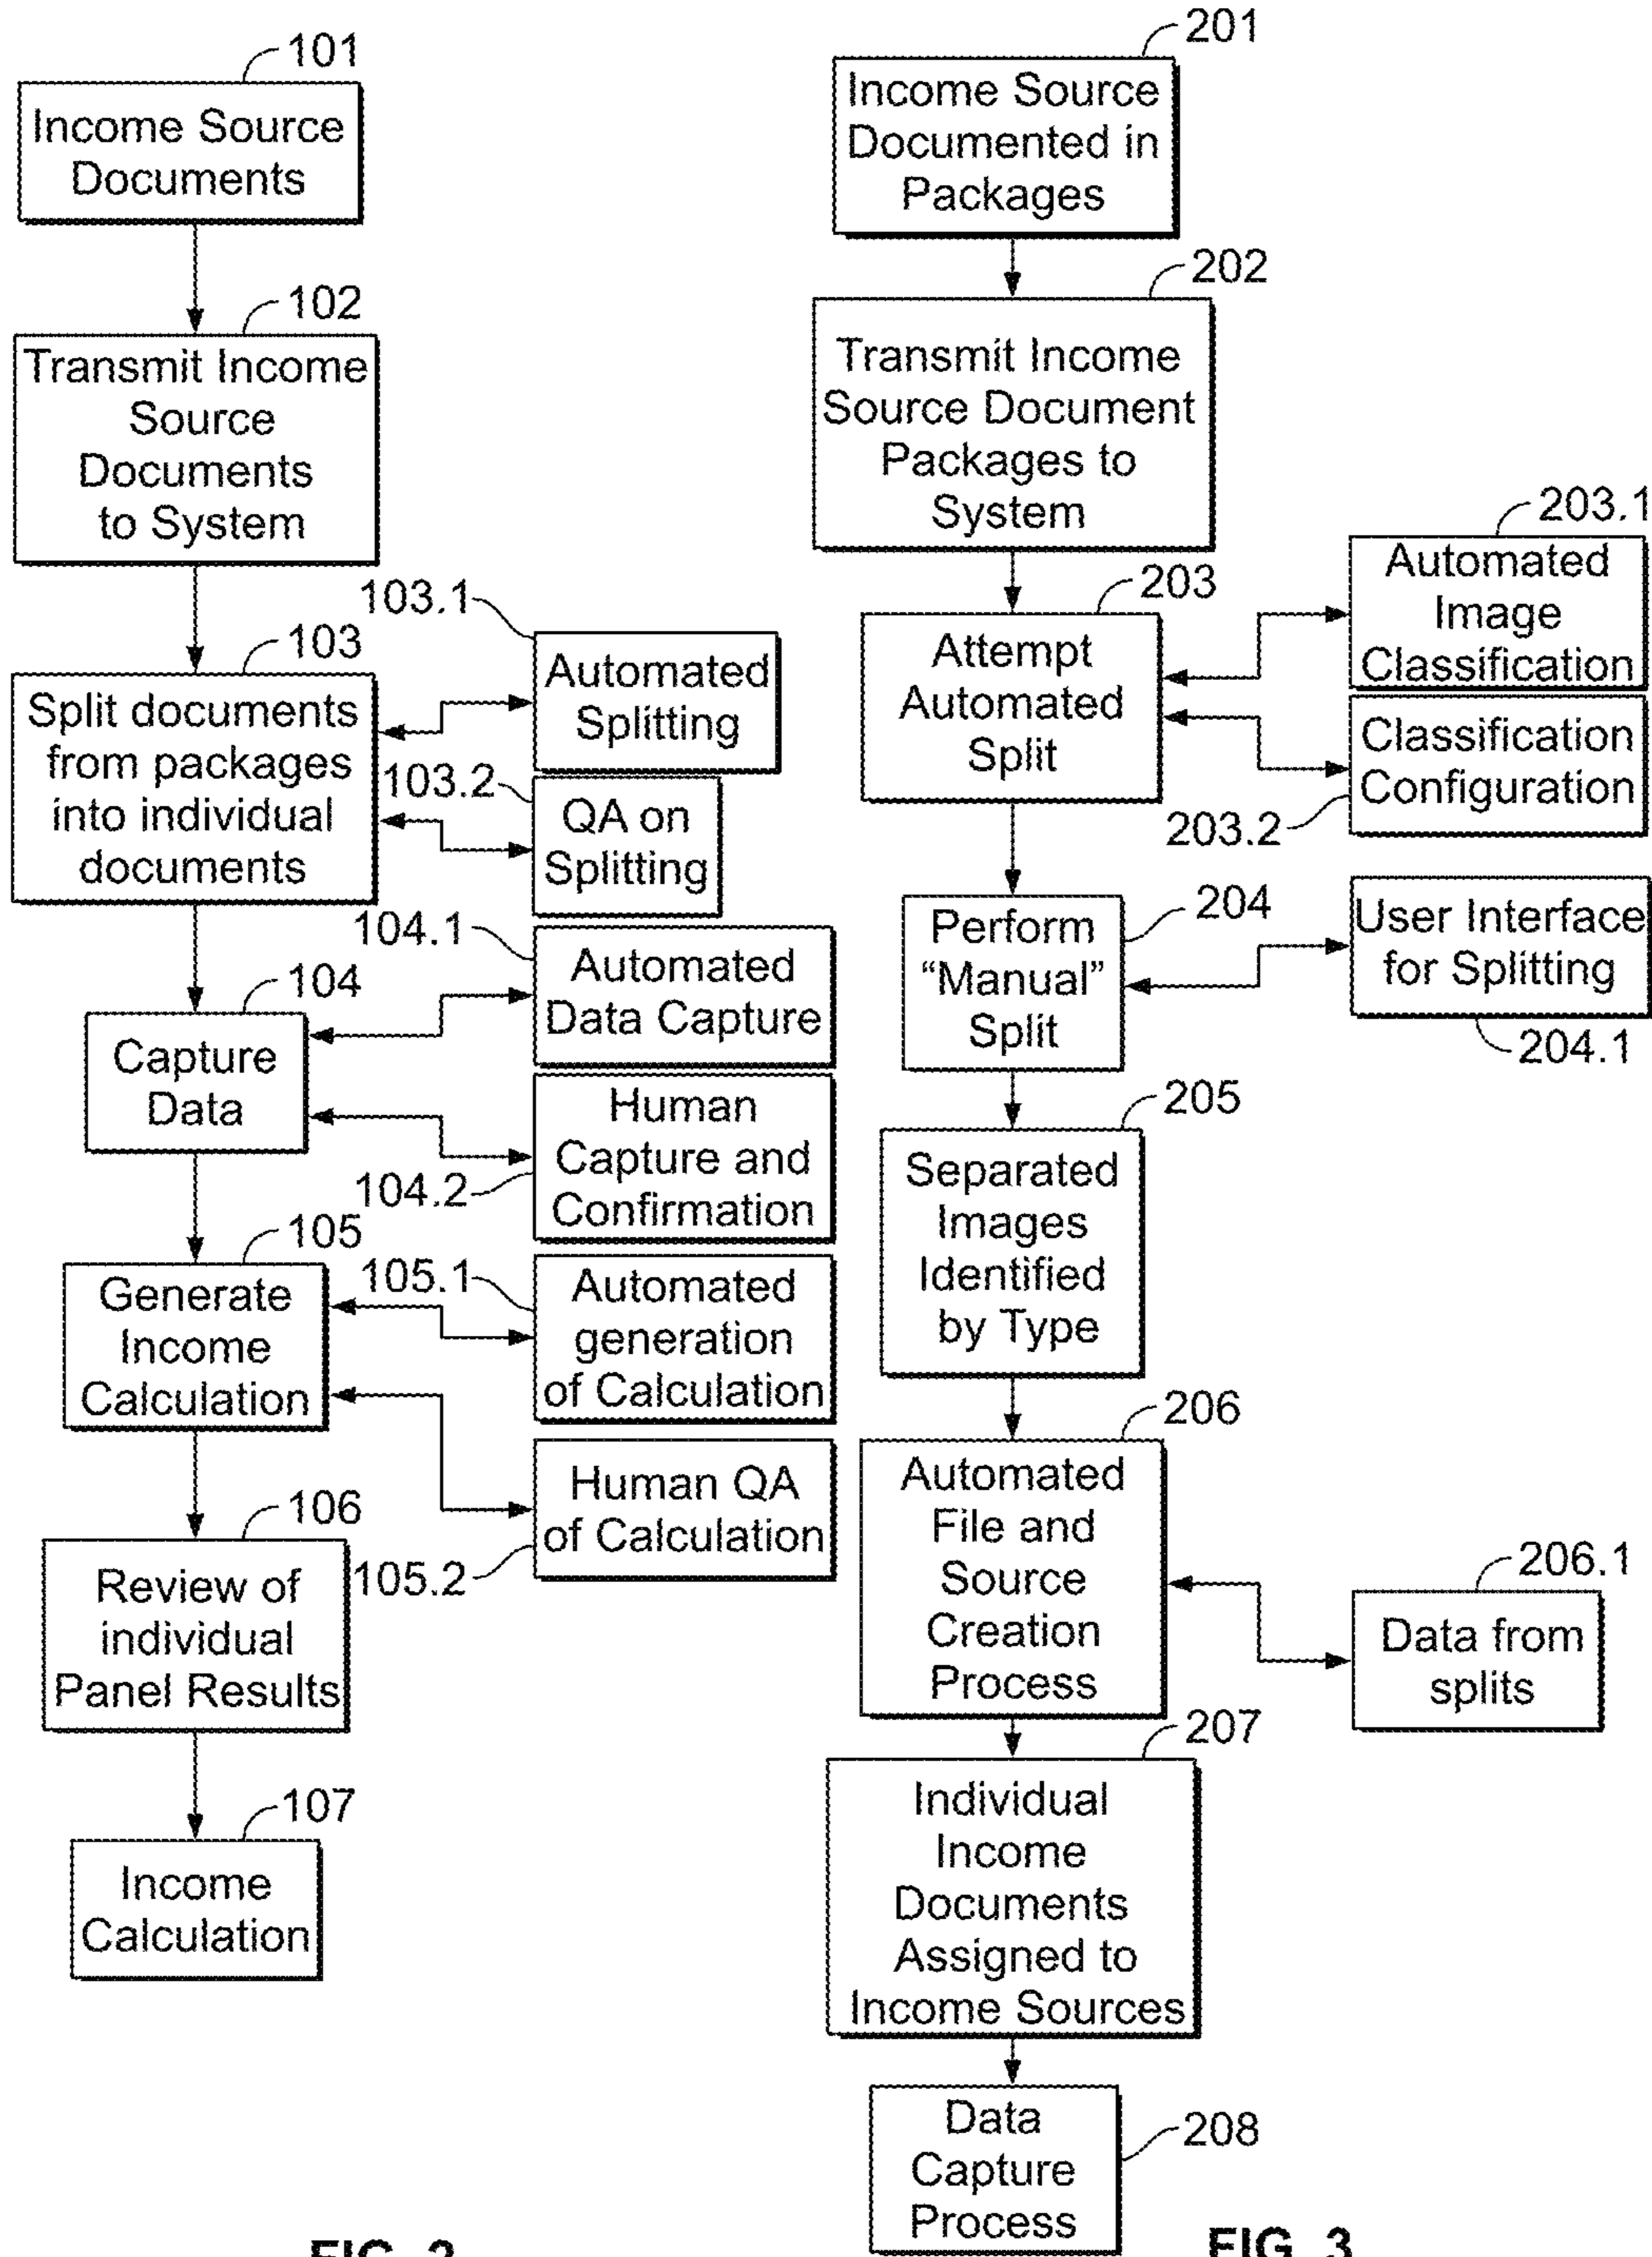 101
Income Source
Documents
102
Transmit Income
Source
Documents
to System
103
Split documents
from packages
into individual
documents
103.1
Automated
Splitting
103.2
QA on
Splitting
104
Capture
Data
104.1
Automated
Data Capture
104.2
Human
Capture and
Confirmation
105
Generate
Income
Calculation
105.1
Automated
generation
of Calculation
105.2
Human QA
of Calculation
106
Review of
individual
Panel Results
107
Income
Calculation
FIG. 2
201
Income Source
Documented in
Packages
202
Transmit Income
Source Document
Packages to
System
203
Attempt
Automated
Split
203.1
Automated
Image
Classification
Classification
Configuration
203.2
204
Perform
“Manual”
Split
User Interface
for Splitting
204.1
205
Separated
Images
Identified
by Type
206
Automated
File and
Source
Creation
Process
206.1
Data from
splits
207
Individual
Income
Documents
Assigned to
Income Sources
208
Data
Capture
Process
FIG. 3